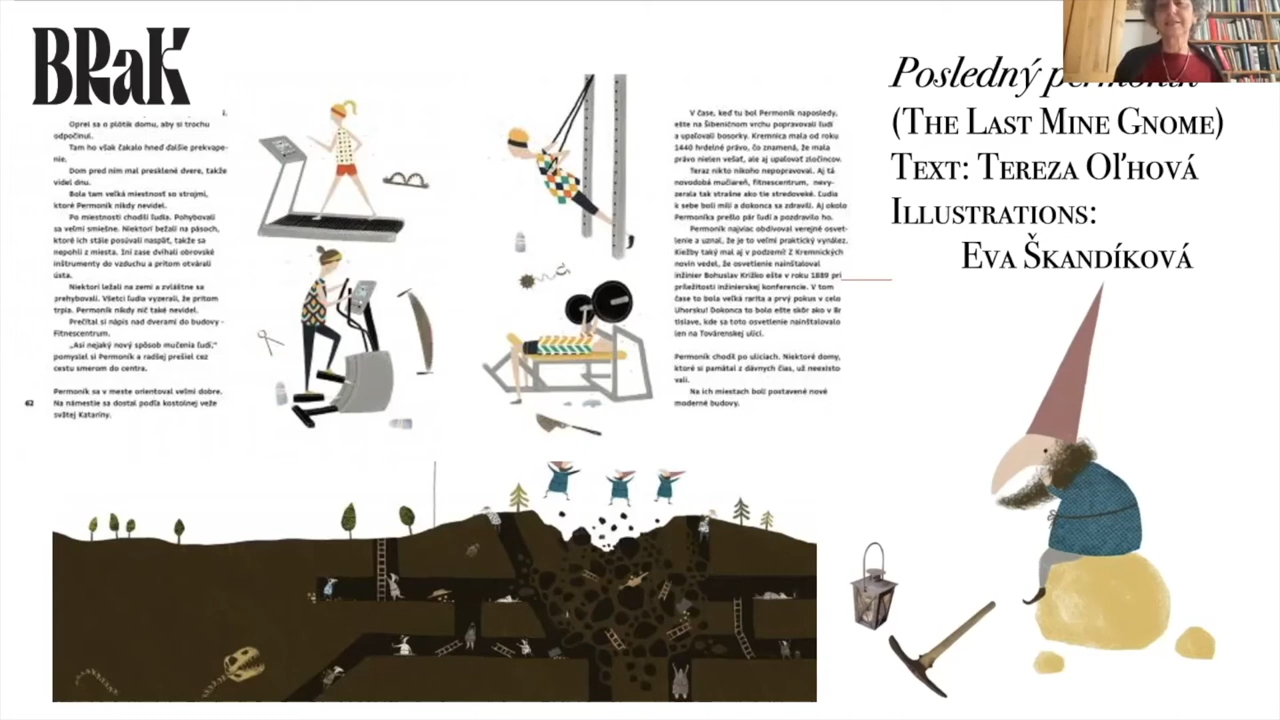 BRaK
Oprel sa o plôtik domu, aby si trochu
odpočinul.
Tam ho však čakalo hneď ďalšie prekvape-
nie.
Dom pred ním mal presklené dvere, takže
videl dnu.
Bola tam veľká miestnosť so strojmi,
ktoré Permoník nikdy nevidel.
Po miestnosti chodili ľudia. Pohybovali
sa veľmi smiešne. Niektorí bežali na pásoch,
ktoré ich stále posúvali naspäť, takže sa
nepohli z miesta. Iní zase dvíhali obrovské
inštrumenty do vzduchu a pritom otvárali
ústa.
Niektorí ležali na zemi a zvláštne sa
prehybovali. Všetci ľudia vyzerali, že pritom
trpia. Permoník nikdy nič také nevidel.
Prečítal si nápis nad dverami do budovy -
Fitnescentrum.
„Asi nejaký nový spôsob mučenia ľudí,“
pomyslel si Permoník a radšej prešiel cez
cestu smerom do centra.
Permoník sa v meste orientoval veľmi dobre.
Na námestie sa dostal podľa kostolnej veže
svätej Kataríny.
62
V čase, keď tu bol Permoník naposledy,
ešte na Šibeničnom vrchu popravovali ľudí
a upaľovali bosorky. Kremnica mala od roku
1440 hrdelné právo, čo znamená, že mala
právo nielen vešať, ale aj upaľovať zločincov.
Teraz nikto nikoho nepopravoval. Aj tá
novodobá mučiareň, fitnescentrum, nevy-
zerala tak strašne ako tie stredoveké. Ľudia
k sebe boli milí a dokonca sa zdravili. Aj okolo
Permoníka prešlo pár ľudí a pozdravilo ho.
Permoník najviac obdivoval verejné osvet-
lenie a uznal, že je to veľmi praktický vynález.
Kiežby taký mal aj v podzemí! Z Kremnických
novín vedel, že osvetlenie nainštaloval
inžinier Bohuslav Križko ešte v roku 1889 pri
príležitosti inžinierskej konferencie. V tom
čase to bola veľká rarita a prvý pokus v celo
Uhorsku! Dokonca to bolo ešte skôr ako v Br
tislave, kde sa toto osvetlenie nainštalovalo
len na Továrenskej ulici.
Permoník chodil po uliciach. Niektoré domy,
ktoré si pamätal z dávnych čias, už neexisto-
vali.
Na ich miestach boli postavené nové
moderné budovy.
Posledný
(The Last Mine Gnome)
Text: Tereza Oľhová
Illustrations:
Eva Škandíková